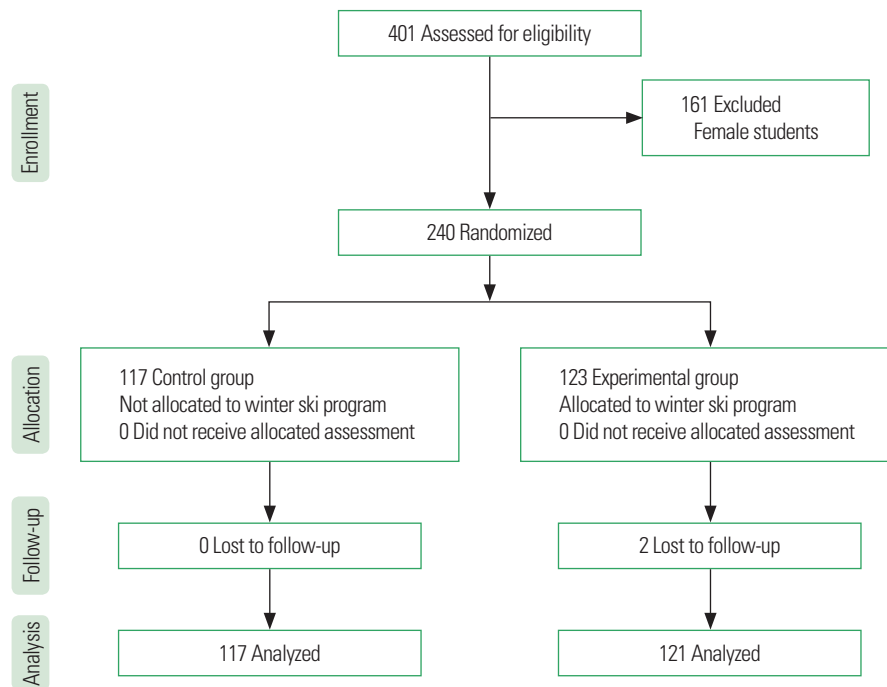 401 Assessed for eligibility
Enrollment
161 Excluded
Female students
240 Randomized
Allocation
117 Control group
Not allocated to winter ski program
0 Did not receive allocated assessment
123 Experimental group
Allocated to winter ski program
0 Did not receive allocated assessment
Follow-up
0 Lost to follow-up
2 Lost to follow-up
Analysis
117 Analyzed
121 Analyzed